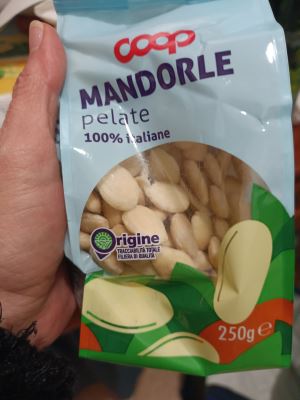 coop
MANDORLE
pelate
100% italiane
Origine
TRACCIABILITÀ TOTALE
FILIERA DI QUALITÀ
250g e